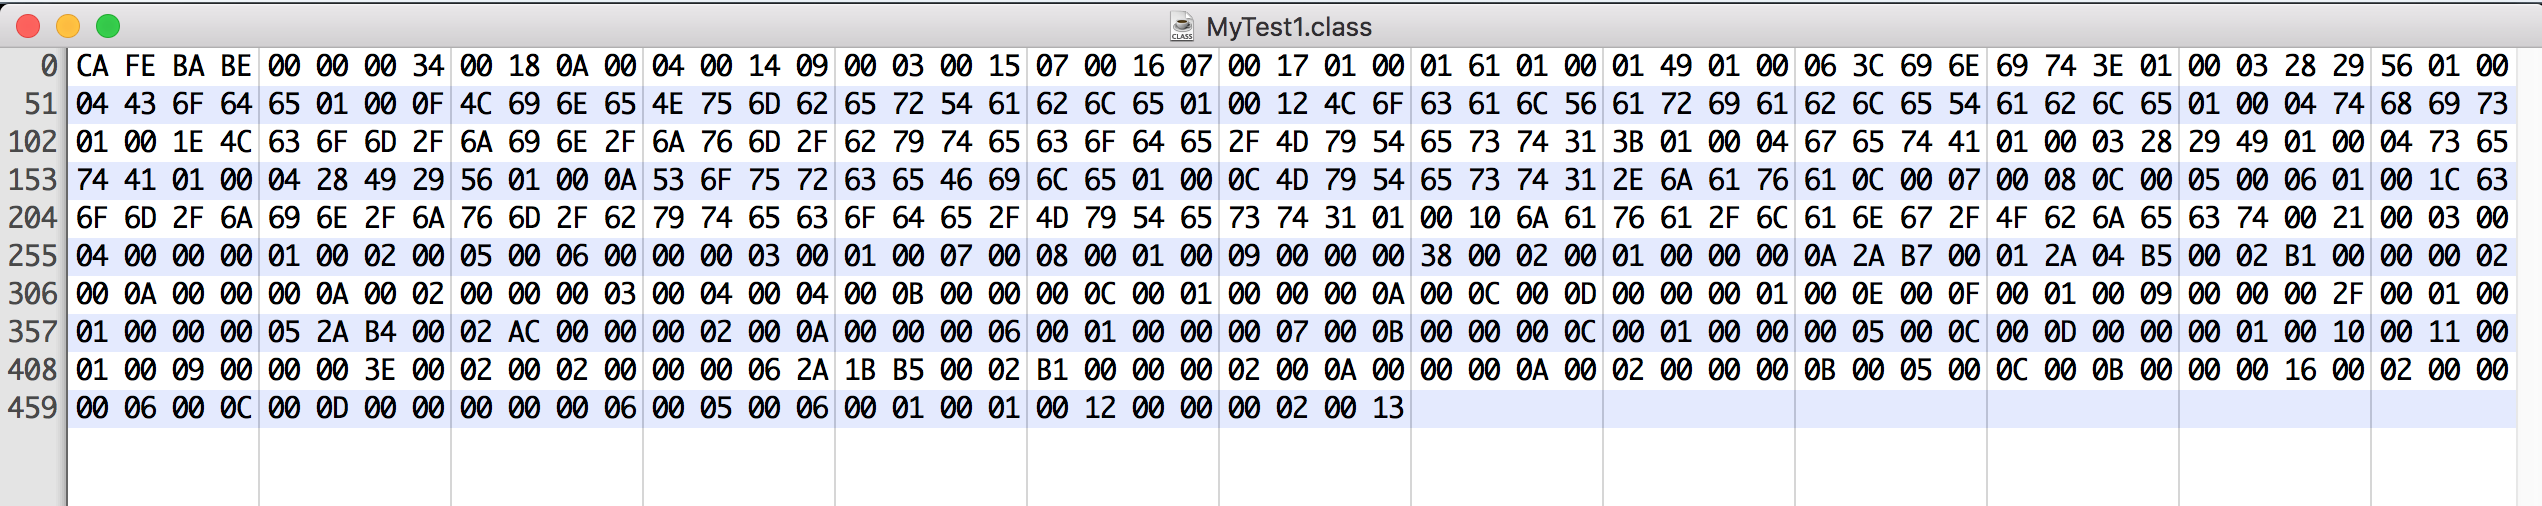 MyTest1.class
0 CA FE BA BE 00 00 00 34 00 18 0A 00 04 00 14 09 00 03 00 15 07 00 16 07 00 17 01 00 01 61 01 00 01 49 01 00 06 3C 69 6E 69 74 3E 01 00 03 28 29 56 01 00
51 04 43 6F 64 65 01 00 0F 4C 69 6E 65 4E 75 6D 62 65 72 54 61 62 6C 65 01 00 12 4C 6F 63 61 6C 56 61 72 69 61 62 6C 65 54 61 62 6C 65 01 00 04 74 68 69 73
102 01 00 1E 4C 63 6F 6D 2F 6A 69 6E 2F 6A 76 6D 2F 62 79 74 65 63 6F 64 65 2F 4D 79 54 65 73 74 31 3B 01 00 04 67 65 74 41 01 00 03 28 29 49 01 00 04 73 65
153 74 41 01 00 04 28 49 29 56 01 00 0A 53 6F 75 72 63 65 46 69 6C 65 01 00 0C 4D 79 54 65 73 74 31 2E 6A 61 76 61 0C 00 07 00 08 0C 00 05 00 06 01 00 1C 63
204 6F 6D 2F 6A 69 6E 2F 6A 76 6D 2F 62 79 74 65 63 6F 64 65 2F 4D 79 54 65 73 74 31 01 00 10 6A 61 76 61 2F 6C 61 6E 67 2F 4F 62 6A 65 63 74 00 21 00 03 00
255 04 00 00 00 01 00 02 00 05 00 06 00 00 00 03 00 01 00 07 00 08 00 01 00 09 00 00 00 38 00 02 00 01 00 00 00 0A 2A B7 00 01 2A 04 B5 00 02 B1 00 00 00 02
306 00 0A 00 00 00 0A 00 02 00 00 00 03 00 04 00 04 00 0B 00 00 00 0C 00 01 00 00 00 0A 00 0C 00 0D 00 00 00 01 00 0E 00 0F 00 01 00 09 00 00 00 2F 00 01 00
357 01 00 00 00 05 2A B4 00 02 AC 00 00 00 02 00 0A 00 00 00 06 00 01 00 00 00 07 00 0B 00 00 00 0C 00 01 00 00 00 05 00 0C 00 0D 00 00 00 01 00 10 00 11 00
408 01 00 09 00 00 00 3E 00 02 00 02 00 00 00 06 2A 1B B5 00 02 B1 00 00 00 02 00 0A 00 00 00 0A 00 02 00 00 00 0B 00 05 00 0C 00 0B 00 00 00 16 00 02 00 00
459 00 06 00 0C 00 0D 00 00 00 00 00 06 00 05 00 06 00 01 00 01 00 12 00 00 00 02 00 13